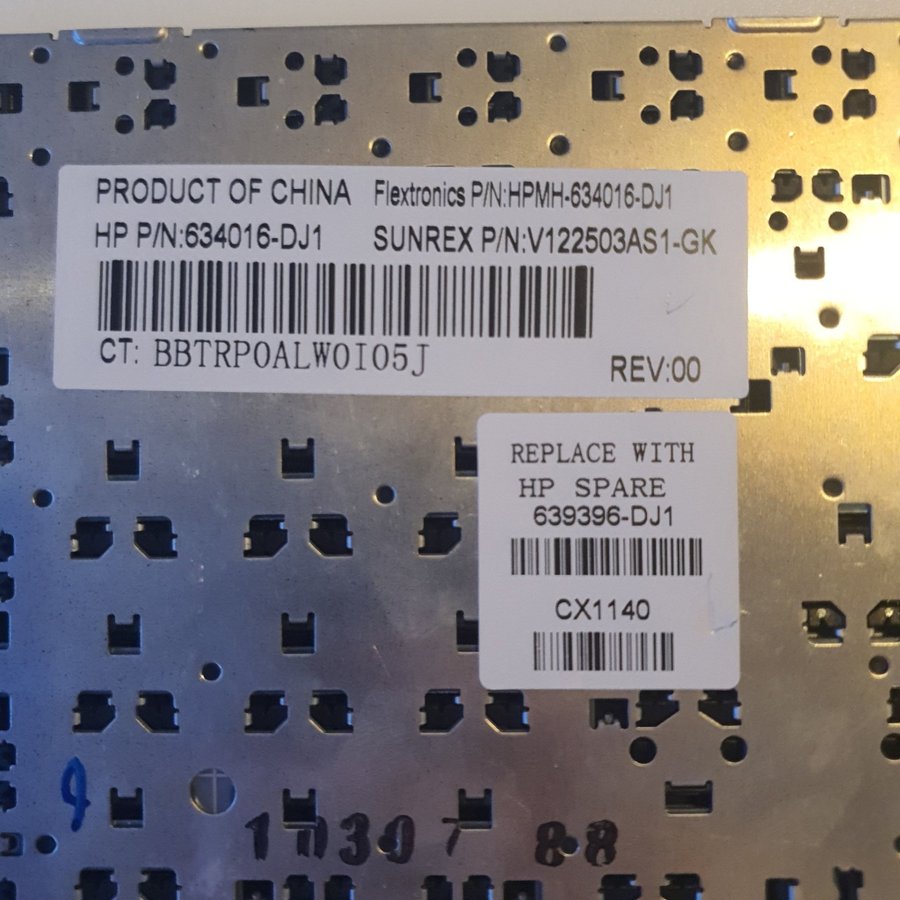 PRODUCT OF CHINA Flextronics P/N:HPMH-634016-DJ1
HP P/N:634016-DJ1 SUNREX P/N:V122503AS1-GK
CT: BBTRP0ALW0I05J
REV:00
REPLACE WITH
HP SPARE
639396-DJ1
CX1140
88